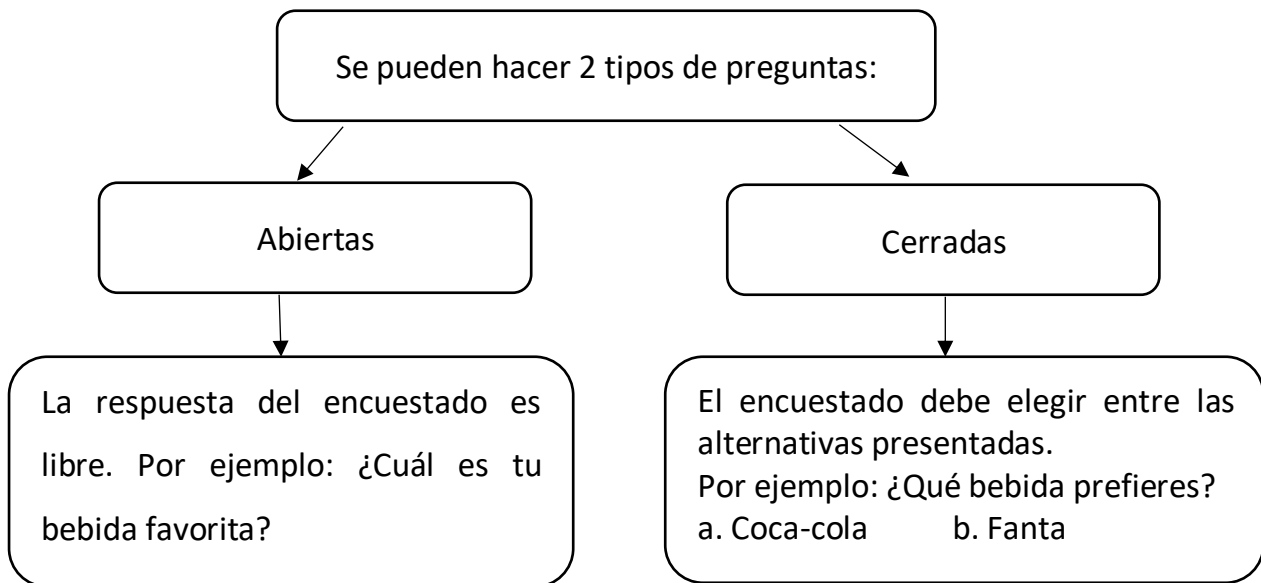 Se pueden hacer 2 tipos de preguntas:
Abiertas
Cerradas
La respuesta del encuestado es
libre. Por ejemplo: ¿Cuál es tu
bebida favorita?
El encuestado debe elegir entre las
alternativas presentadas.
Por ejemplo: ¿Qué bebida prefieres?
a. Coca-cola b. Fanta